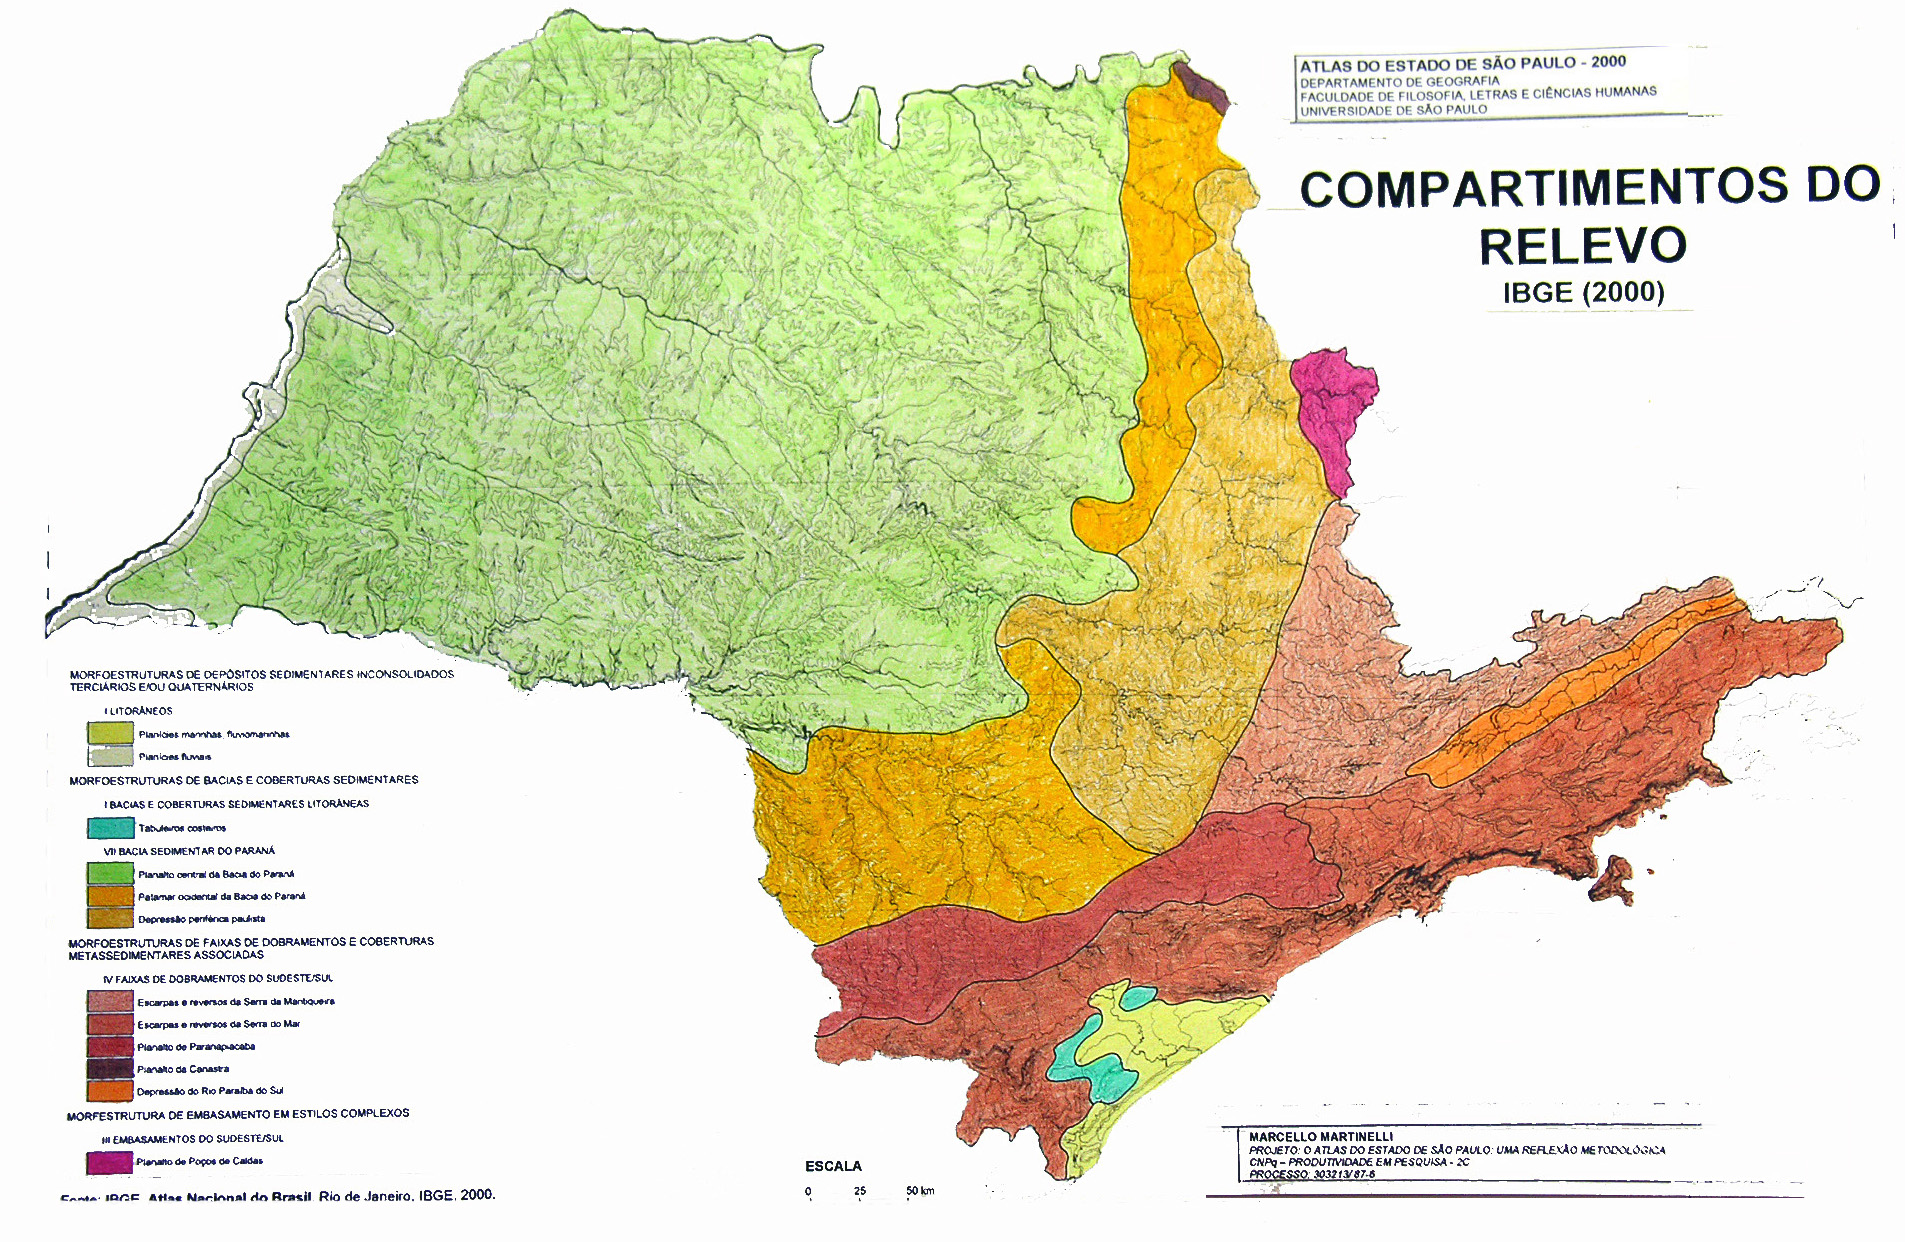 ATLAS DO ESTADO DE SÃO PAULO - 2000
DEPARTAMENTO DE GEOGRAFIA
FACULDADE DE FILOSOFIA, LETRAS E CIÊNCIAS HUMANAS
UNIVERSIDADE DE SÃO PAULO
COMPARTIMENTOS DO
RELEVO
IBGE (2000)
MORFOESTRUTURAS DE DEPÓSITOS SEDIMENTARES INCONSOLIDADOS
TERCIÁRIOS E/OU QUATERNÁRIOS
I LITORÂNEOS
Planícies marinhas, fluviomarinhas
Planícies fluviais
MORFOESTRUTURAS DE BACIAS E COBERTURAS SEDIMENTARES
I BACIAS E COBERTURAS SEDIMENTARES LITORÂNEAS
Tabuleiros costeiros
VII BACIA SEDIMENTAR DO PARANÁ
Planalto central da Bacia do Paraná
Patamar ocidental da Bacia do Paraná
Depressão periférica paulista
MORFOESTRUTURAS DE FAIXAS DE DOBRAMENTOS E COBERTURAS
METASSEDIMENTARES ASSOCIADAS
IV FAIXAS DE DOBRAMENTOS DO SUDESTE/SUL
Escarpas e reversos da Serra da Mantiqueira
Escarpas e reversos da Serra do Mar
Planalto de Paranapiacaba
Planalto da Canastra
Depressão do Rio Paraíba do Sul
MORFESTRUTURA DE EMBASAMENTO EM ESTILOS COMPLEXOS
III EMBASAMENTOS DO SUDESTE/SUL
Planalto de Poços de Caldas
Fonte: IBGE. Atlas Nacional do Brasil. Rio de Janeiro, IBGE, 2000.
ESCALA
0 25 50 km
MARCELLO MARTINELLI
PROJETO: O ATLAS DO ESTADO DE SÃO PAULO: UMA REFLEXÃO METODOLÓGICA
CNPq – PRODUTIVIDADE EM PESQUISA - 2C
PROCESSO: 303213/87-6